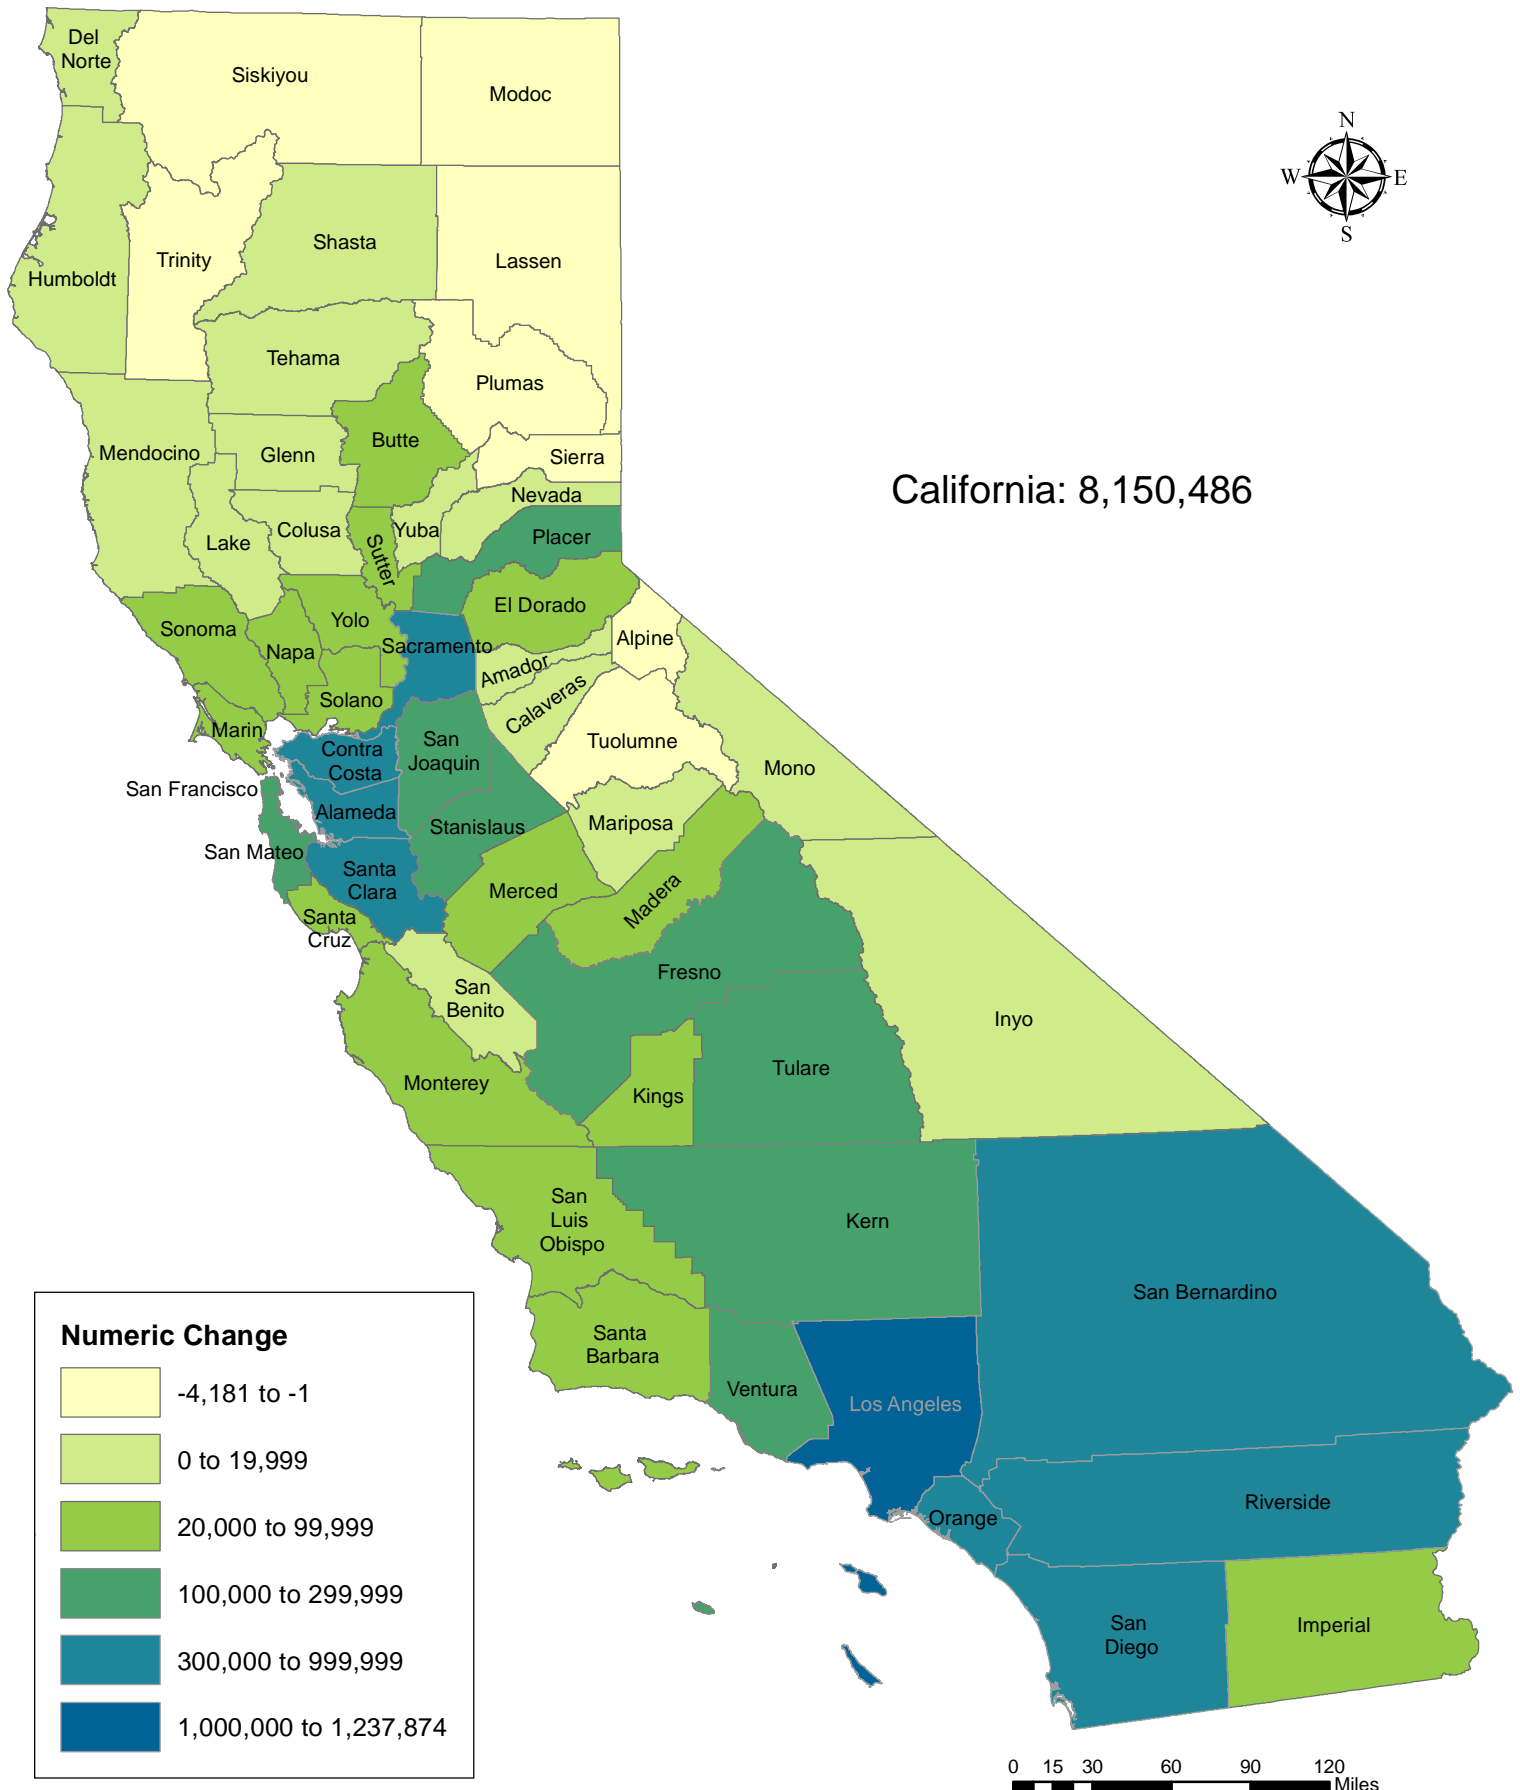 Del
Norte
Siskiyou
Modoc
N
W
E
S
Shasta
Trinity
Lassen
Humboldt
Tehama
Plumas
Butte
Mendocino
Glenn
Sierra
California: 8,150,486
Nevada
Colusa
Yuba
Placer
Lake
Sutter
El Dorado
Yolo
Sonoma
Alpine
Sacramento
Napa
Amador
Solano
Calaveras
Marin
San
Joaquin
Tuolumne
Contra
Costa
Mono
San Francisco
Alameda
Stanislaus
Mariposa
San Mateo
Santa
Clara
Merced
Madera
Santa
Cruz
Fresno
San
Benito
Inyo
Tulare
Monterey
Kings
San
Luis
Obispo
Kern
San Bernardino
Santa
Barbara
Ventura
Los Angeles
Riverside
Orange
San
Diego
Imperial
Numeric Change
-4,181 to -1
0 to 19,999
20,000 to 99,999
100,000 to 299,999
300,000 to 999,999
1,000,000 to 1,237,874
0 15 30 60 90 120
Miles